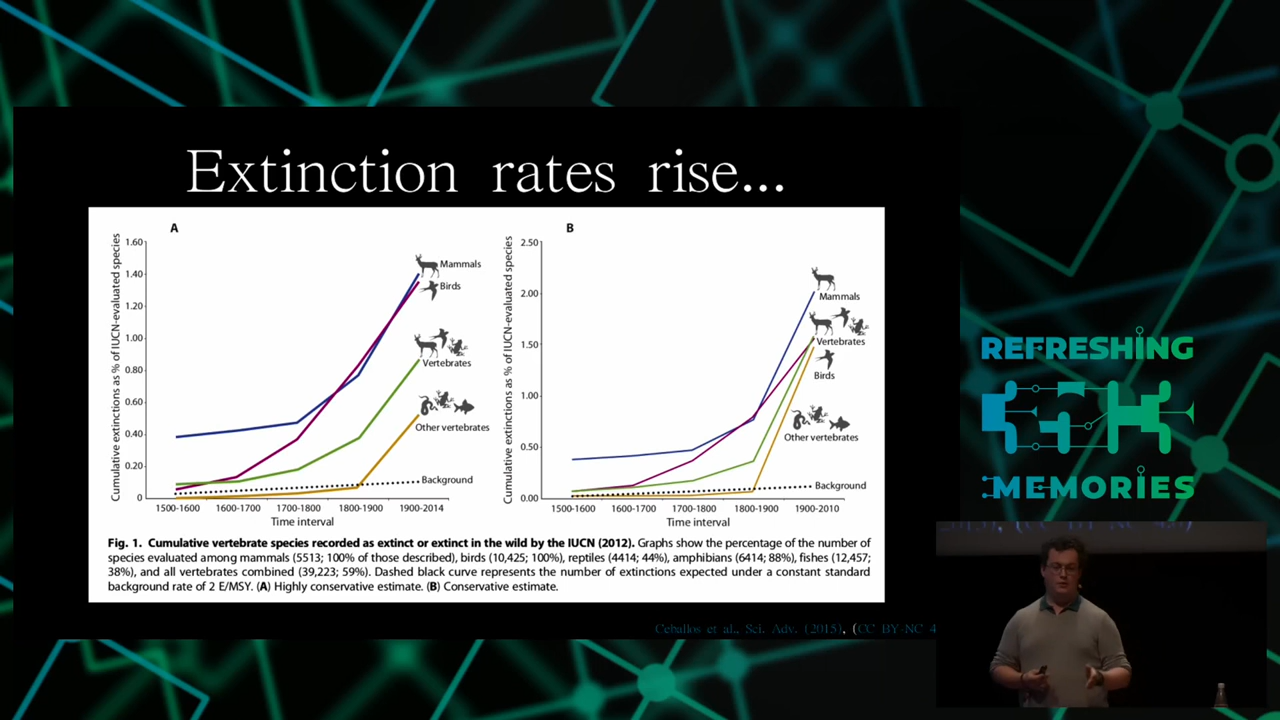 Extinction rates rise...
A
Cumulative extinctions as % of IUCN-evaluated species
1.60
1.40
1.20
1.00
0.80
0.60
0.40
0.20
0
Mammals
Birds
Vertebrates
Other vertebrates
Background
1500-1600
1600-1700
1700-1800
1800-1900
1900-2014
Time interval
B
Cumulative extinctions as % of IUCN-evaluated species
2.50
2.00
1.50
1.00
0.50
0.00
Mammals
Vertebrates
Birds
Other vertebrates
Background
1500-1600
1600-1700
1700-1800
1800-1900
1900-2010
Time interval
Fig. 1. Cumulative vertebrate species recorded as extinct or extinct in the wild by the IUCN (2012). Graphs show the percentage of the number of
species evaluated among mammals (5513; 100% of those described), birds (10,425; 100%), reptiles (4414; 44%), amphibians (6414; 88%), fishes (12,457;
38%), and all vertebrates combined (39,223; 59%). Dashed black curve represents the number of extinctions expected under a constant standard
background rate of 2 E/MSY. (A) Highly conservative estimate. (B) Conservative estimate.
Ceballos et al., Sci. Adv. (2015), (CC BY-NC 4
REFRESHING
MEMORIES